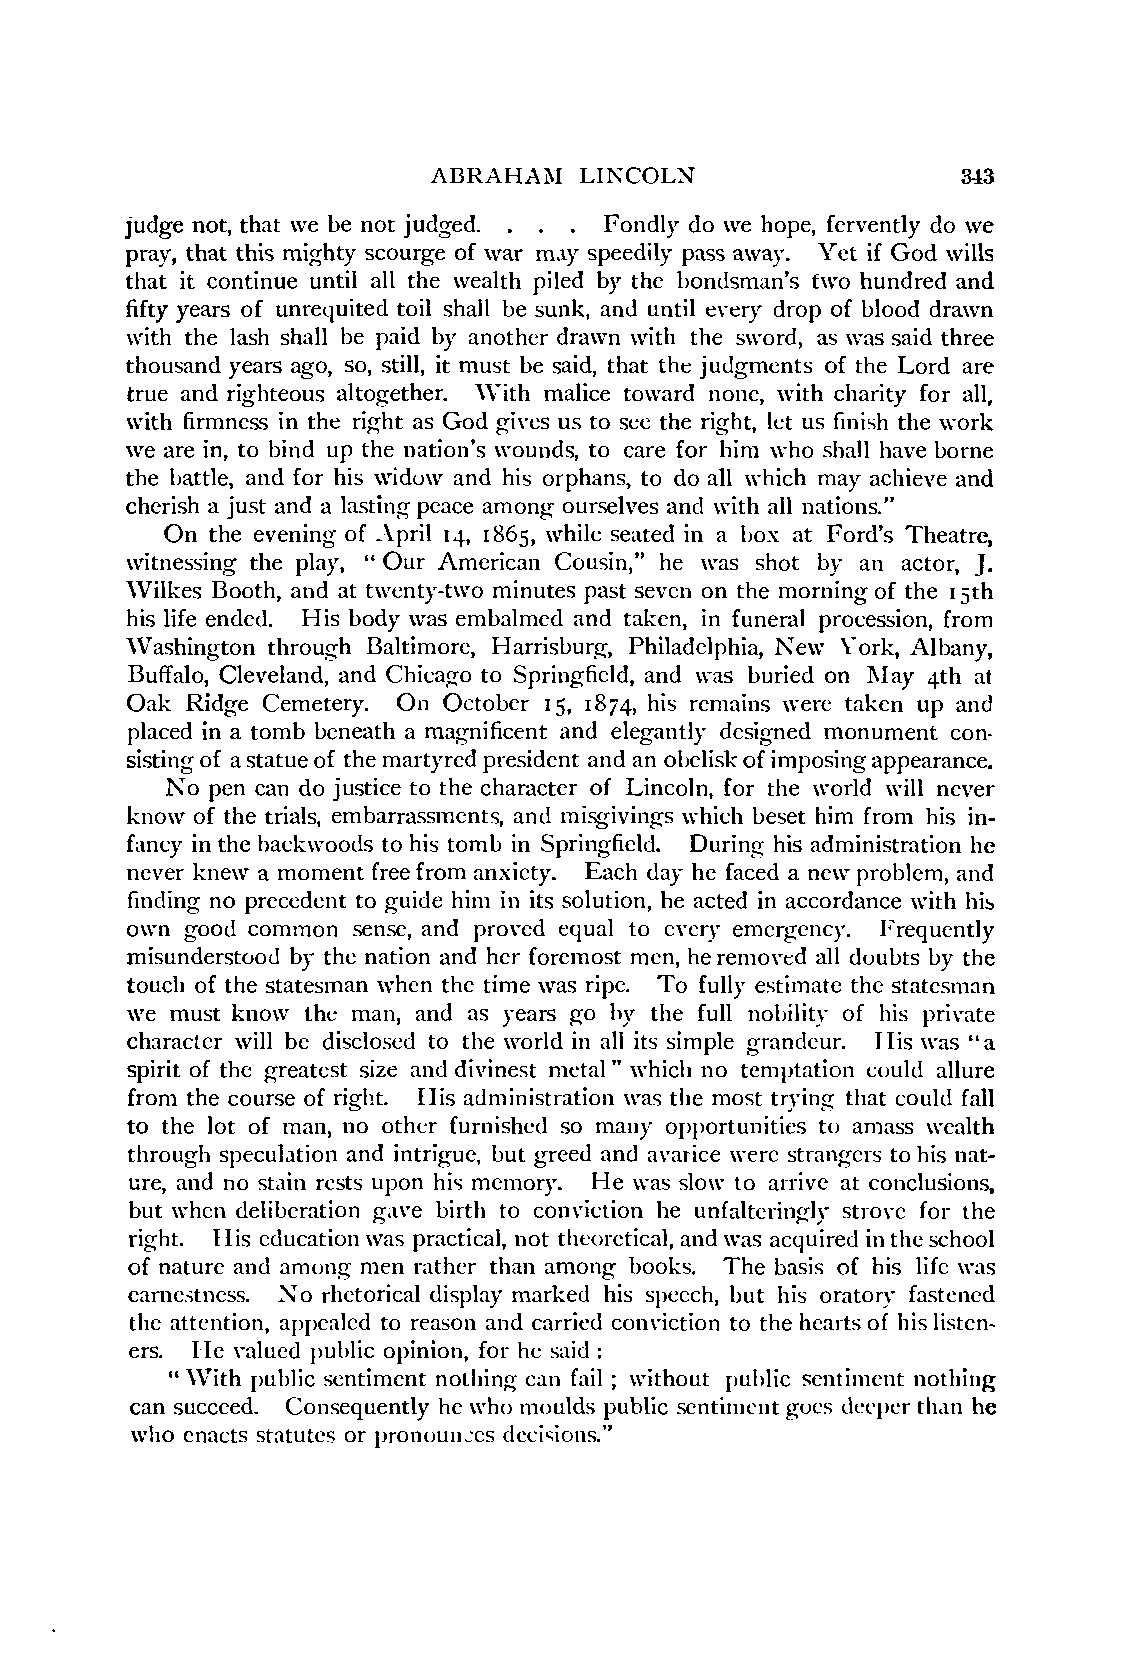 ABRAHAM LINCOLN 343
judge not, that we be not judged. . . . Fondly do we hope, fervently do we
pray, that this mighty scourge of war may speedily pass away. Yet if God wills
that it continue until all the wealth piled by the bondsman's two hundred and
fifty years of unrequited toil shall be sunk, and until every drop of blood drawn
with the lash shall be paid by another drawn with the sword, as was said three
thousand years ago, so, still, it must be said, that the judgments of the Lord are
true and righteous altogether. With malice toward none, with charity for all,
with firmness in the right as God gives us to see the right, let us finish the work
we are in, to bind up the nation's wounds, to care for him who shall have borne
the battle, and for his widow and his orphans, to do all which may achieve and
cherish a just and a lasting peace among ourselves and with all nations."
On the evening of April 14, 1865, while seated in a box at Ford's Theatre,
witnessing the play, "Our American Cousin," he was shot by an actor, J.
Wilkes Booth, and at twenty-two minutes past seven on the morning of the 15th
his life ended. His body was embalmed and taken, in funeral procession, from
Washington through Baltimore, Harrisburg, Philadelphia, New York, Albany,
Buffalo, Cleveland, and Chicago to Springfield, and was buried on May 4th at
Oak Ridge Cemetery. On October 15, 1874, his remains were taken up and
placed in a tomb beneath a magnificent and elegantly designed monument con-
sisting of a statue of the martyred president and an obelisk of imposing appearance.
No pen can do justice to the character of Lincoln, for the world will never
know of the trials, embarrassments, and misgivings which beset him from his in-
fancy in the backwoods to his tomb in Springfield. During his administration he
never knew a moment free from anxiety. Each day he faced a new problem, and
finding no precedent to guide him in its solution, he acted in accordance with his
own good common sense, and proved equal to every emergency. Frequently
misunderstood by the nation and her foremost men, he removed all doubts by the
touch of the statesman when the time was ripe. To fully estimate the statesman
we must know the man, and as years go by the full nobility of his private
character will be disclosed to the world in all its simple grandeur. His was "a
spirit of the greatest size and divinest metal" which no temptation could allure
from the course of right. His administration was the most trying that could fall
to the lot of man, no other furnished so many opportunities to amass wealth
through speculation and intrigue, but greed and avarice were strangers to his nat-
ure, and no stain rests upon his memory. He was slow to arrive at conclusions,
but when deliberation gave birth to conviction he unfalteringly strove for the
right. His education was practical, not theoretical, and was acquired in the school
of nature and among men rather than among books. The basis of his life was
earnestness. No rhetorical display marked his speech, but his oratory fastened
the attention, appealed to reason and carried conviction to the hearts of his listen-
ers. He valued public opinion, for he said :
"With public sentiment nothing can fail ; without public sentiment nothing
can succeed. Consequently he who moulds public sentiment goes deeper than he
who enacts statutes or pronounces decisions."